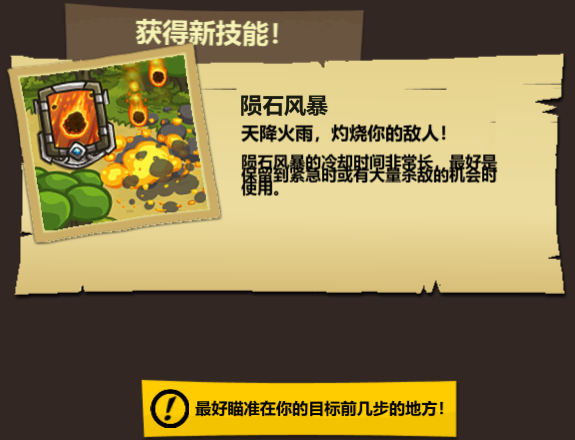 获得新技能！
陨石风暴
天降火雨，灼烧你的敌人！
陨石风暴的冷却时间非常长，最好是
保留到紧急时或有大量杀敌的机会时
使用。
最好瞄准在你的目标前几步的地方！